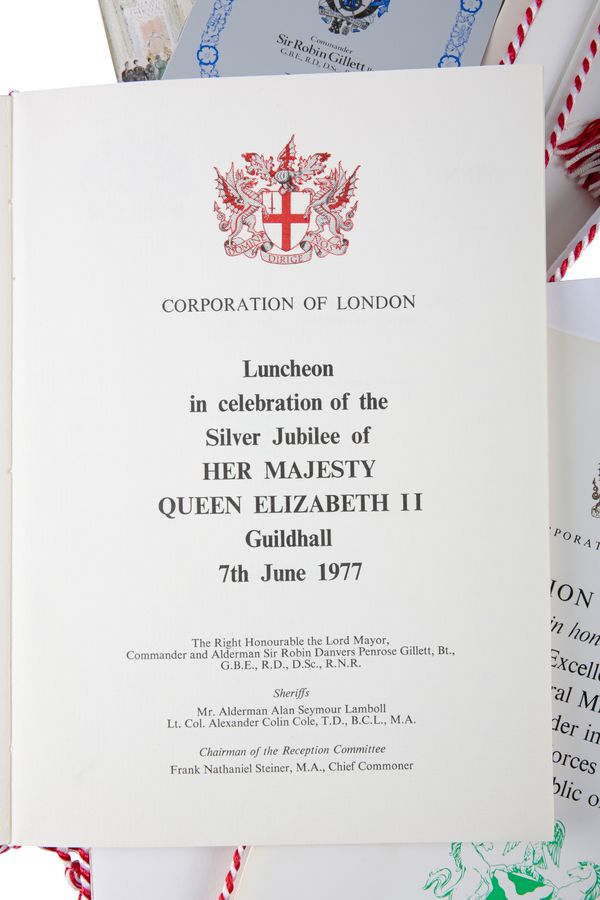 Commander
Sir Robin Gillett
G.B.E., R.D., D.Sc.,
DOMINE DIRIGE NOS
CORPORATION OF LONDON
Luncheon
in celebration of the
Silver Jubilee of
HER MAJESTY
QUEEN ELIZABETH II
Guildhall
7th June 1977
The Right Honourable the Lord Mayor,
Commander and Alderman Sir Robin Danvers Penrose Gillett, Bt.,
G.B.E., R.D., D.Sc., R.N.R.
Sheriffs
Mr. Alderman Alan Seymour Lamboll
Lt. Col. Alexander Colin Cole, T.D., B.C.L., M.A.
Chairman of the Reception Committee
Frank Nathaniel Steiner, M.A., Chief Commoner
PORAT
ION
in hon
Excell
ral M
der in
orces
blic o